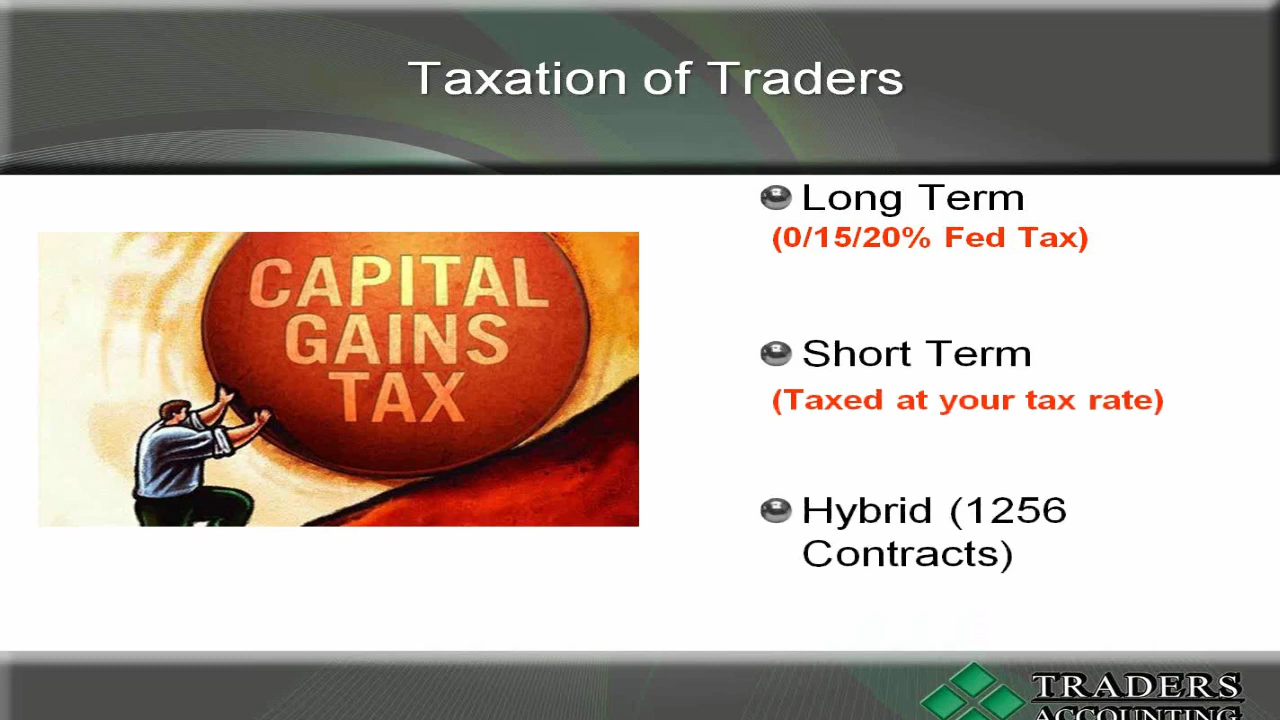 Taxation of Traders
CAPITAL
GAINS
TAX
Long Term
(0/15/20% Fed Tax)
Short Term
(Taxed at your tax rate)
Hybrid (1256
Contracts)
TRADERS
ACCOUNTING